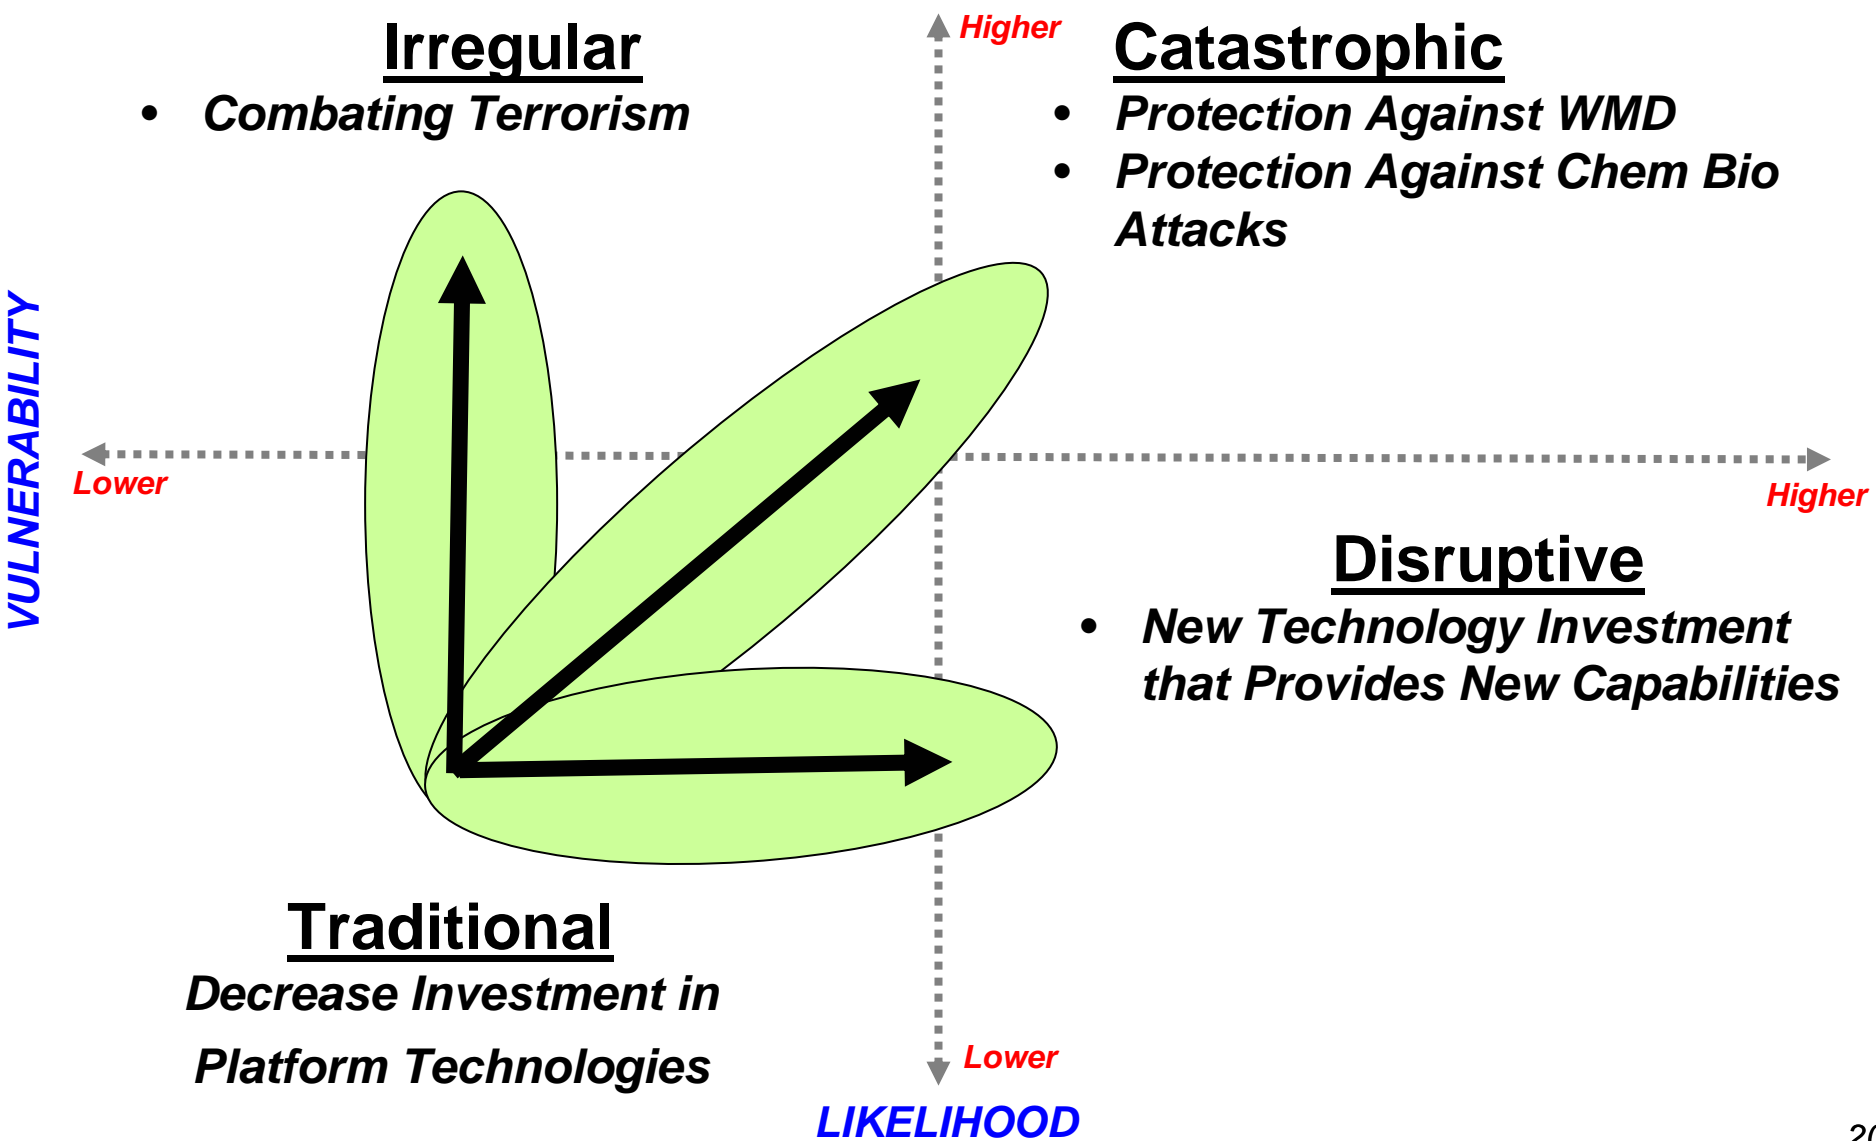 Irregular
• Combating Terrorism
Higher
Catastrophic
• Protection Against WMD
• Protection Against Chem Bio
Attacks
VULNERABILITY
Lower
Higher
Disruptive
• New Technology Investment
that Provides New Capabilities
Traditional
Decrease Investment in
Platform Technologies
Lower
LIKELIHOOD